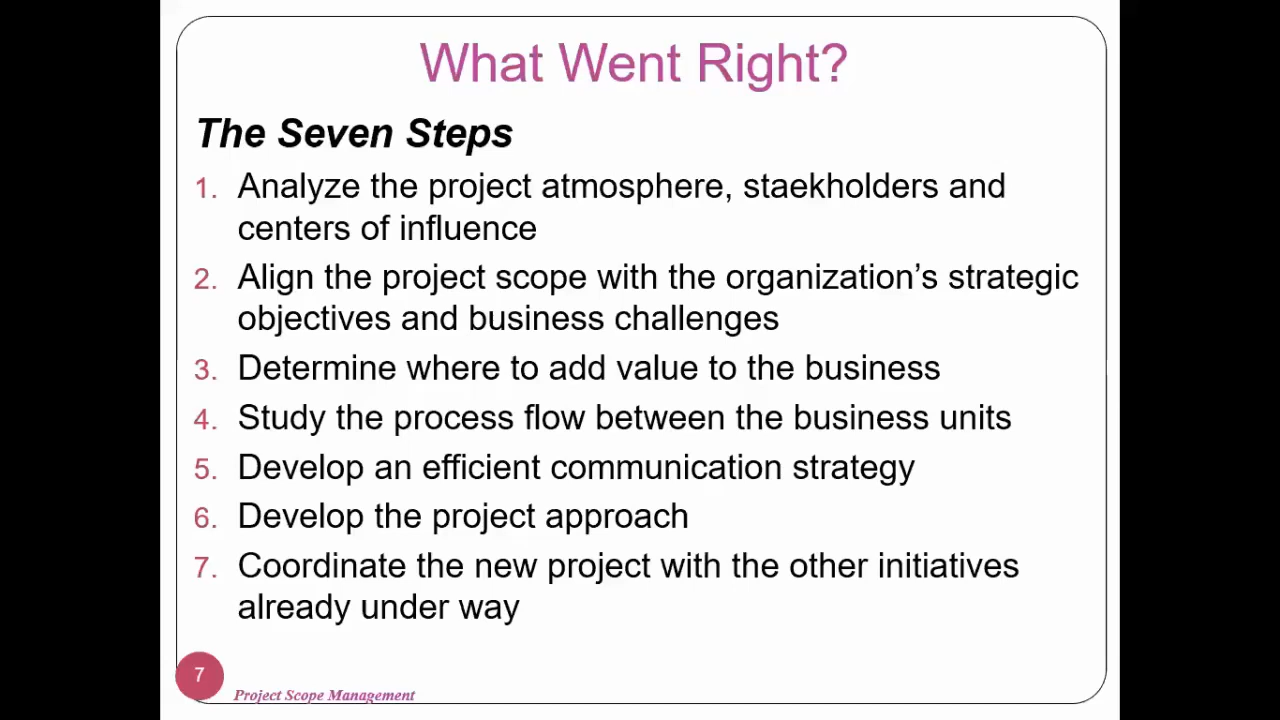 What Went Right?
The Seven Steps
1. Analyze the project atmosphere, staekholders and
centers of influence
2. Align the project scope with the organization’s strategic
objectives and business challenges
3. Determine where to add value to the business
4. Study the process flow between the business units
5. Develop an efficient communication strategy
6. Develop the project approach
7. Coordinate the new project with the other initiatives
already under way
7
Project Scope Management